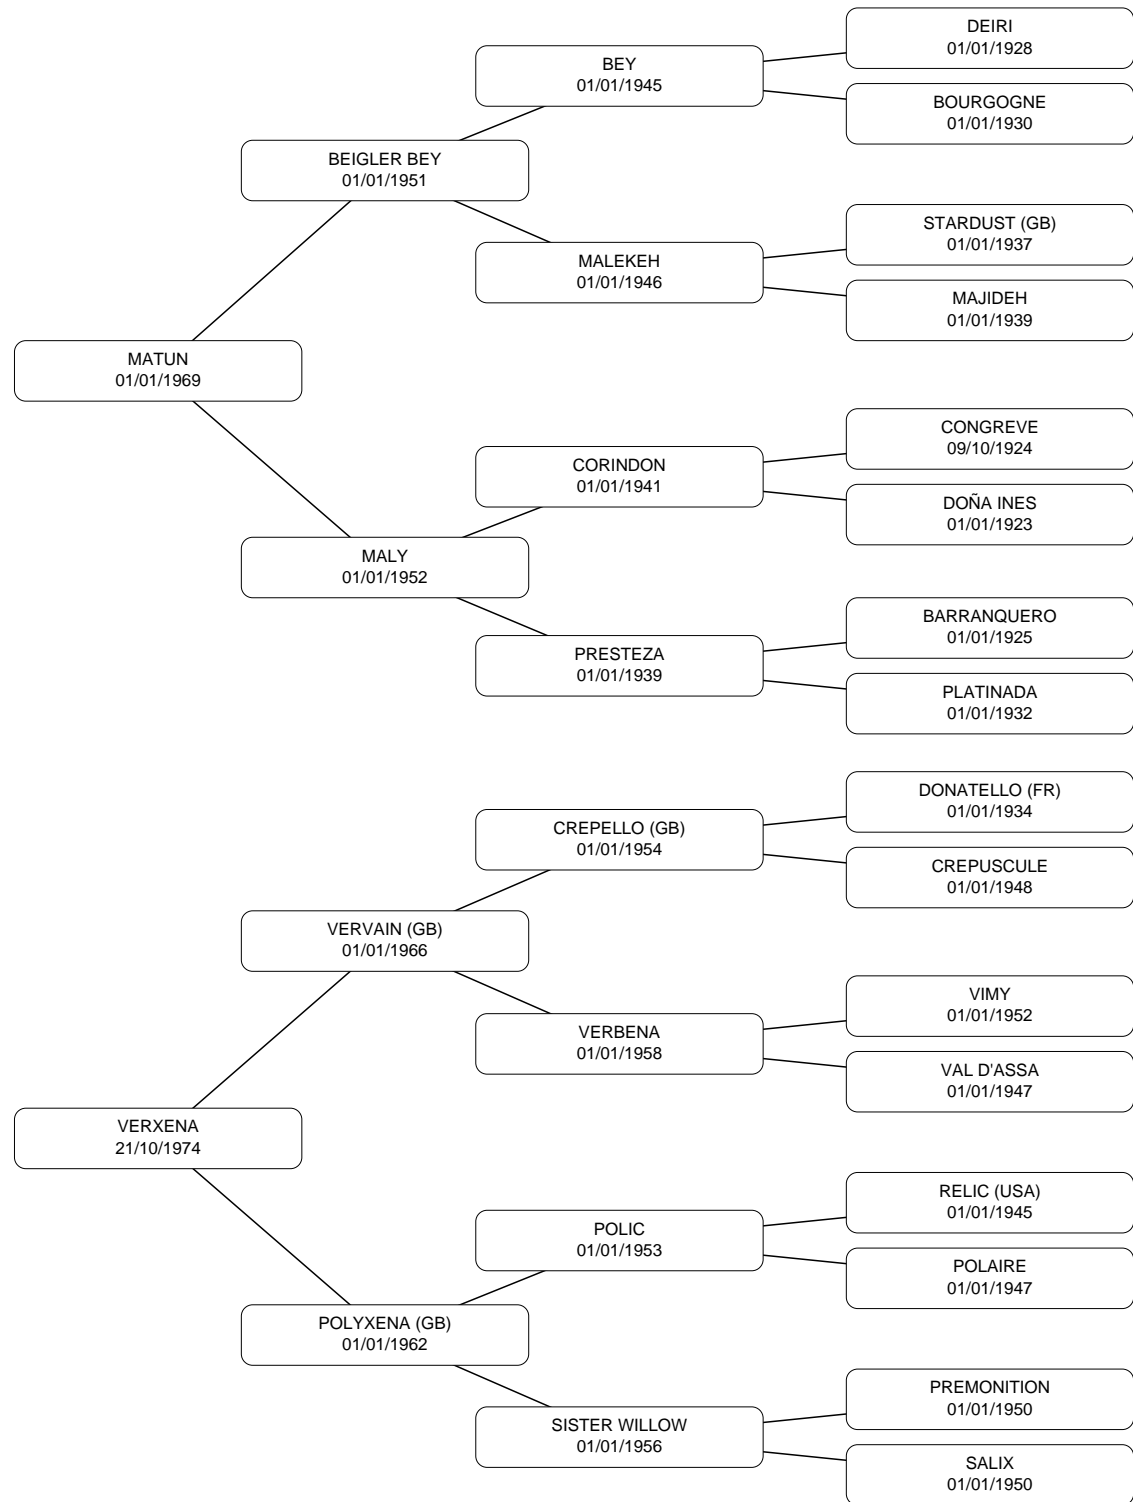 DEIRI
01/01/1928
BEY
01/01/1945
BOURGOGNE
01/01/1930
BEIGLER BEY
01/01/1951
STARDUST (GB)
01/01/1937
MALEKEH
01/01/1946
MAJIDEH
01/01/1939
MATUN
01/01/1969
CONGREVE
09/10/1924
CORINDON
01/01/1941
DOÑA INES
01/01/1923
MALY
01/01/1952
BARRANQUERO
01/01/1925
PRESTEZA
01/01/1939
PLATINADA
01/01/1932
DONATELLO (FR)
01/01/1934
CREPELLO (GB)
01/01/1954
CREPUSCULE
01/01/1948
VERVAIN (GB)
01/01/1966
VIMY
01/01/1952
VERBENA
01/01/1958
VAL D'ASSA
01/01/1947
VERXENA
21/10/1974
RELIC (USA)
01/01/1945
POLIC
01/01/1953
POLAIRE
01/01/1947
POLYXENA (GB)
01/01/1962
PREMONITION
01/01/1950
SISTER WILLOW
01/01/1956
SALIX
01/01/1950